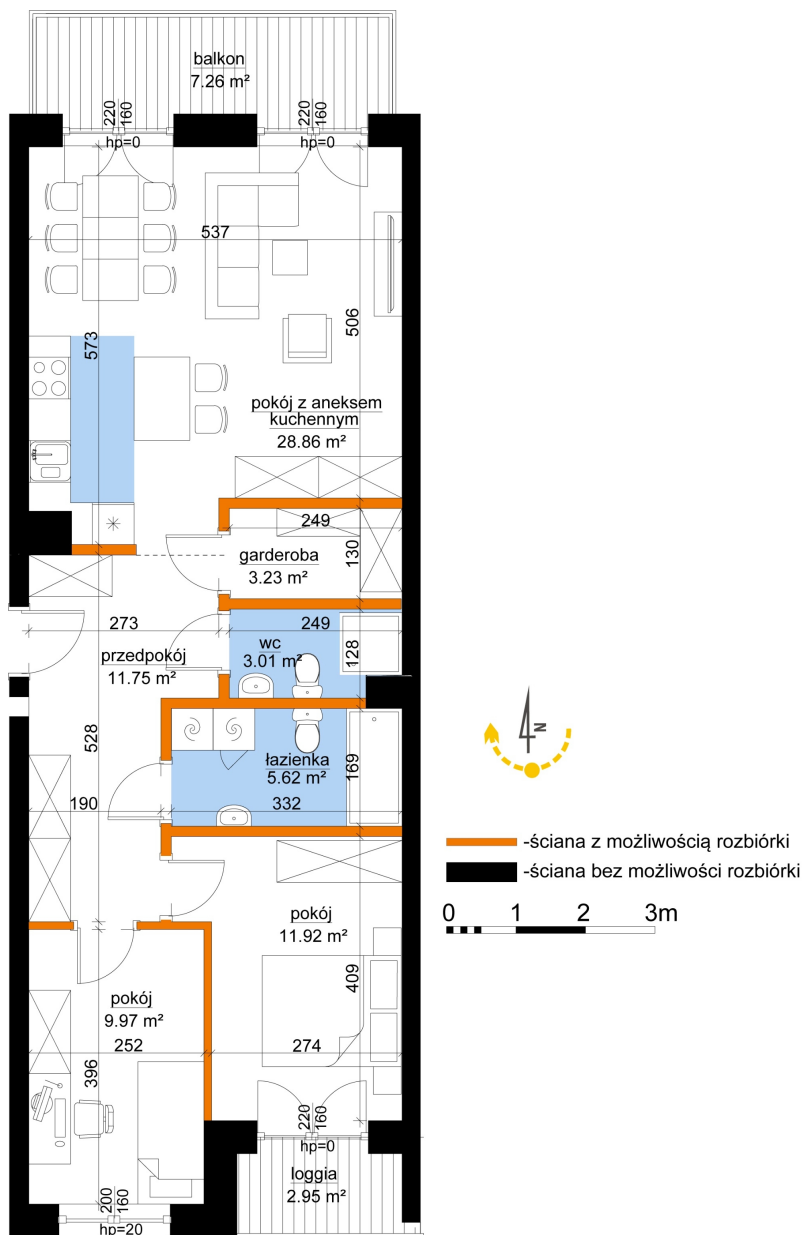 balkon
7.26 m²
220
160
hp=0
220
160
hp=0
537
573
506
pokój z aneksem
kuchennym
28.86 m²
249
130
garderoba
3.23 m²
273
249
wc
3.01 m²
128
przedpokój
11.75 m²
528
łazienka
5.62 m²
169
190
332
N
-ściana z możliwością rozbiórki
-ściana bez możliwości rozbiórki
0 1 2 3m
pokój
11.92 m²
409
pokój
9.97 m²
252
274
396
220
160
hp=0
loggia
2.95 m²
200
160
hp=20